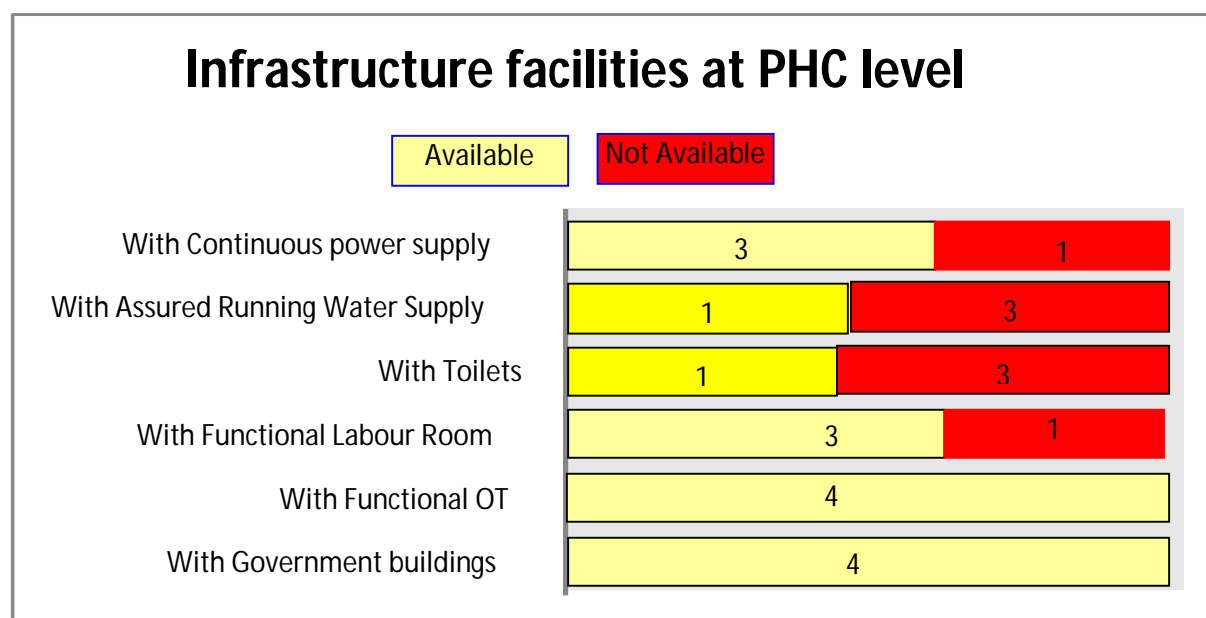 Infrastructure facilities at PHC level
Available Not Available
With Continuous power supply 3 1
With Assured Running Water Supply 1 3
With Toilets 1 3
With Functional Labour Room 3 1
With Functional OT 4
With Government buildings 4